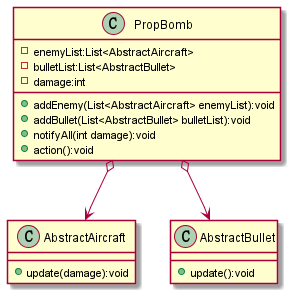 C PropBomb
enemyList:List<AbstractAircraft>
bulletList:List<AbstractBullet>
damage:int
addEnemy(List<AbstractAircraft> enemyList):void
addBullet(List<AbstractBullet> bulletList):void
notifyAll(int damage):void
action():void
C AbstractAircraft
update(damage):void
C AbstractBullet
update():void